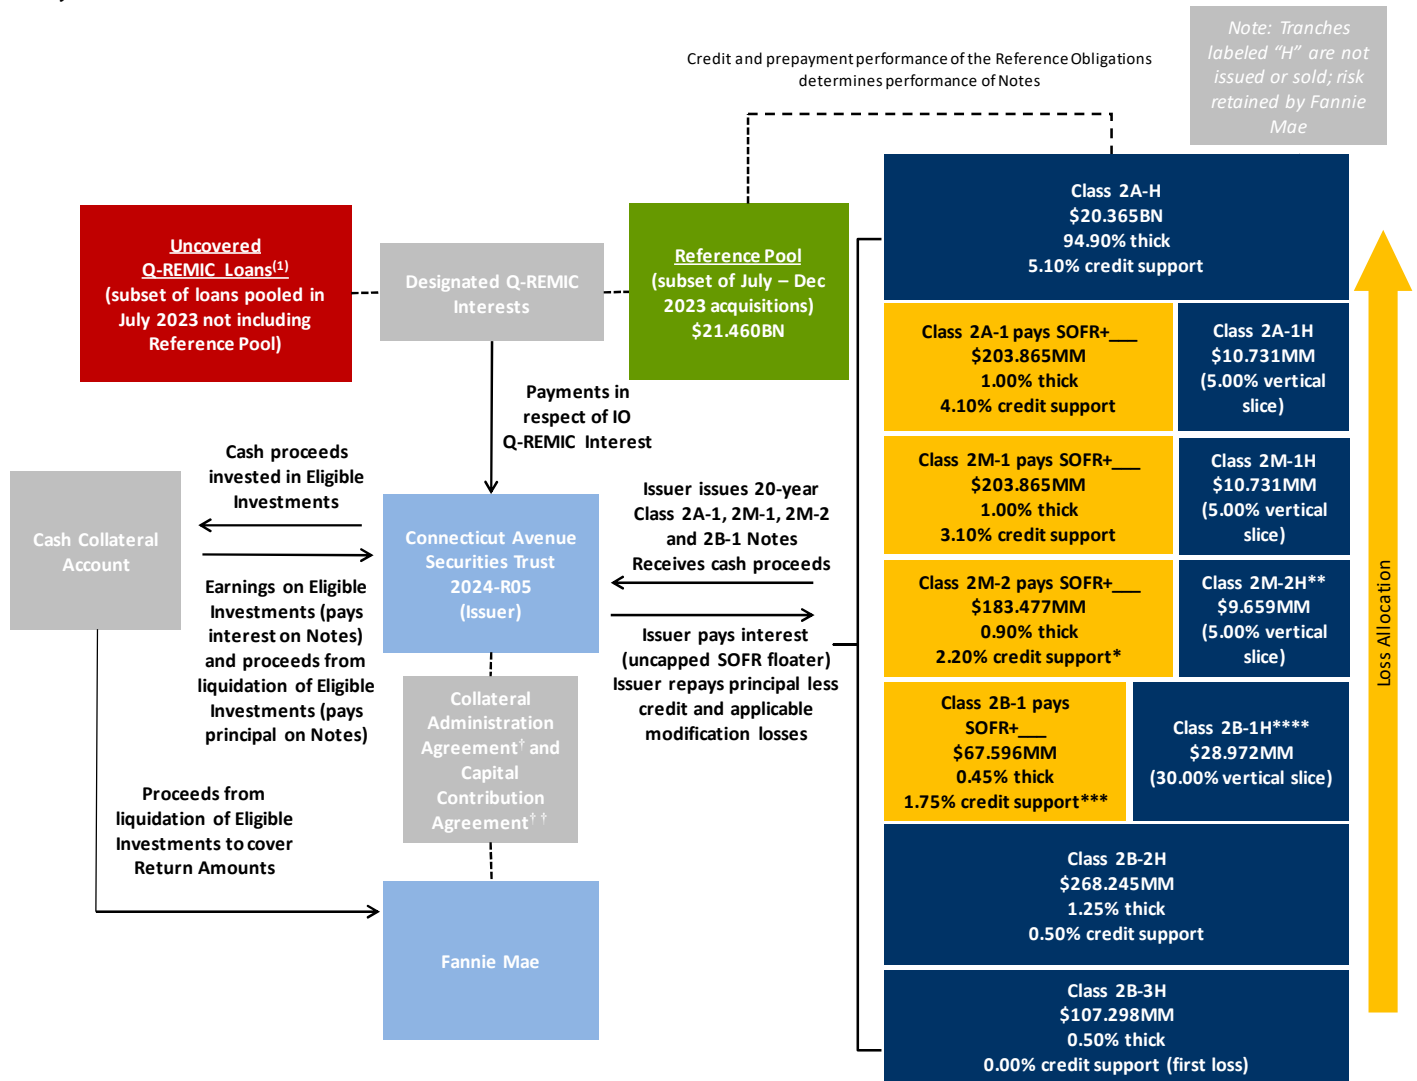 Credit and prepayment performance of the Reference Obligations
determines performance of Notes
Note: Tranches
labeled “H” are not
issued or sold; risk
retained by Fannie
Mae
Uncovered
Q-REMIC Loans(1)
(subset of loans pooled in
July 2023 not including
Reference Pool)
Designated Q-REMIC
Interests
Reference Pool
(subset of July – Dec
2023 acquisitions)
$21.460BN
Payments in
respect of IO
Q-REMIC Interest
Cash proceeds
invested in Eligible
Investments
Cash Collateral
Account
Earnings on Eligible
Investments (pays
interest on Notes)
and proceeds from
liquidation of Eligible
Investments (pays
principal on Notes)
Connecticut Avenue
Securities Trust
2024-R05
(Issuer)
Issuer issues 20-year
Class 2A-1, 2M-1, 2M-2
and 2B-1 Notes
Receives cash proceeds
Issuer pays interest
(uncapped SOFR floater)
Issuer repays principal less
credit and applicable
modification losses
Collateral
Administration
Agreement† and
Capital
Contribution
Agreement††
Proceeds from
liquidation of Eligible
Investments to cover
Return Amounts
Fannie Mae
Class 2A-H
$20.365BN
94.90% thick
5.10% credit support
Class 2A-1 pays SOFR+___
$203.865MM
1.00% thick
4.10% credit support
Class 2A-1H
$10.731MM
(5.00% vertical
slice)
Class 2M-1 pays SOFR+___
$203.865MM
1.00% thick
3.10% credit support
Class 2M-1H
$10.731MM
(5.00% vertical
slice)
Class 2M-2 pays SOFR+___
$183.477MM
0.90% thick
2.20% credit support*
Class 2M-2H**
$9.659MM
(5.00% vertical
slice)
Class 2B-1 pays
SOFR+___
$67.596MM
0.45% thick
1.75% credit support***
Class 2B-1H****
$28.972MM
(30.00% vertical slice)
Class 2B-2H
$268.245MM
1.25% thick
0.50% credit support
Class 2B-3H
$107.298MM
0.50% thick
0.00% credit support (first loss)
Loss Allocation